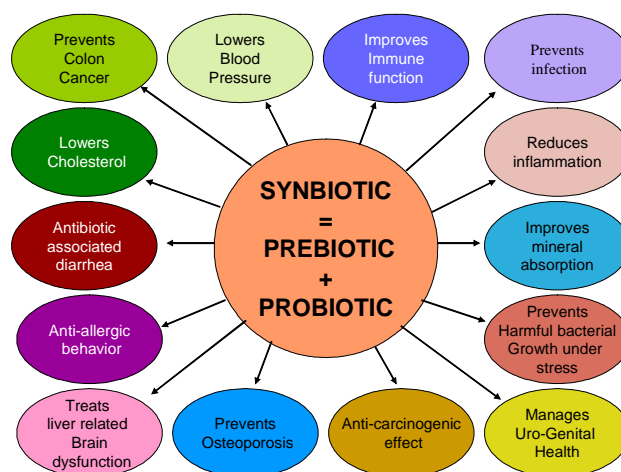 Prevents
Colon
Cancer
Lowers
Blood
Pressure
Improves
Immune
function
Prevents
infection
Lowers
Cholesterol
Reduces
inflammation
SYNBIOTIC
=
PREBIOTIC
+
PROBIOTIC
Antibiotic
associated
diarrhea
Improves
mineral
absorption
Anti-allergic
behavior
Prevents
Harmful bacterial
Growth under
stress
Treats
liver related
Brain
dysfunction
Prevents
Osteoporosis
Anti-carcinogenic
effect
Manages
Uro-Genital
Health